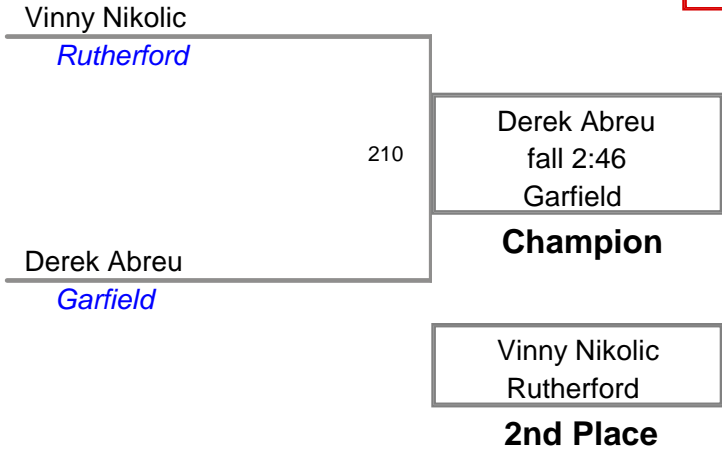 Vinny Nikolic
Rutherford
210
Derek Abreu
fall 2:46
Garfield
Champion
Derek Abreu
Garfield
Vinny Nikolic
Rutherford
2nd Place